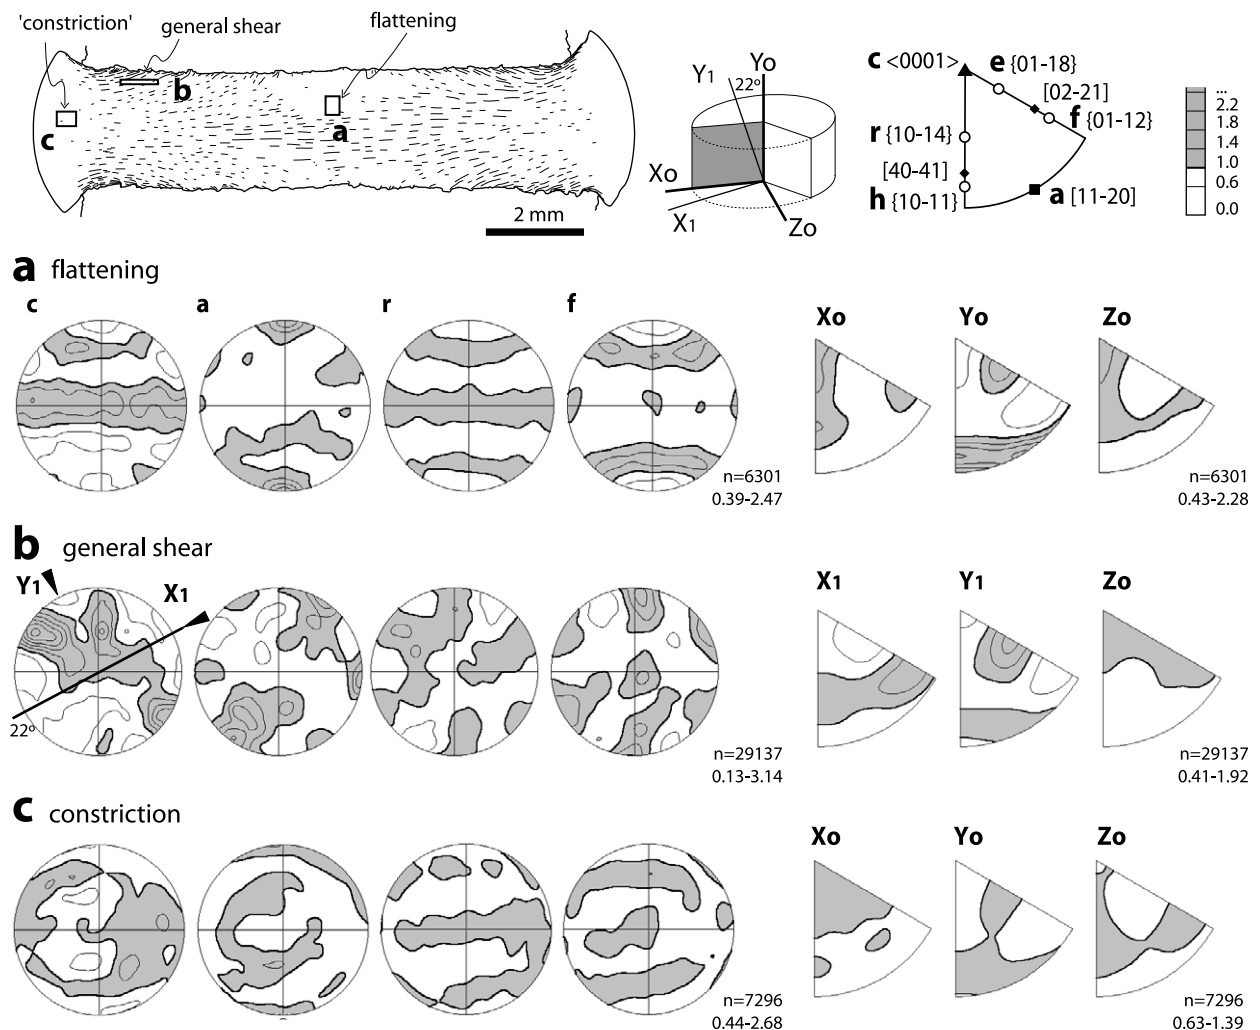 'constriction' general shear flattening
b
a
c
2 mm
Y1 Yo
22º
Xo
X1
Zo
c <0001> e {01-18}
[02-21]
f {01-12}
r {10-14}
[40-41]
h {10-11} a [11-20]
...
2.2
1.8
1.4
1.0
0.6
0.0
a flattening
c a r f
Xo Yo Zo
n=6301
0.39-2.47
n=6301
0.43-2.28
b general shear
Y1 X1
22º
X1 Y1 Zo
n=29137
0.13-3.14
n=29137
0.41-1.92
c constriction
Xo Yo Zo
n=7296
0.44-2.68
n=7296
0.63-1.39